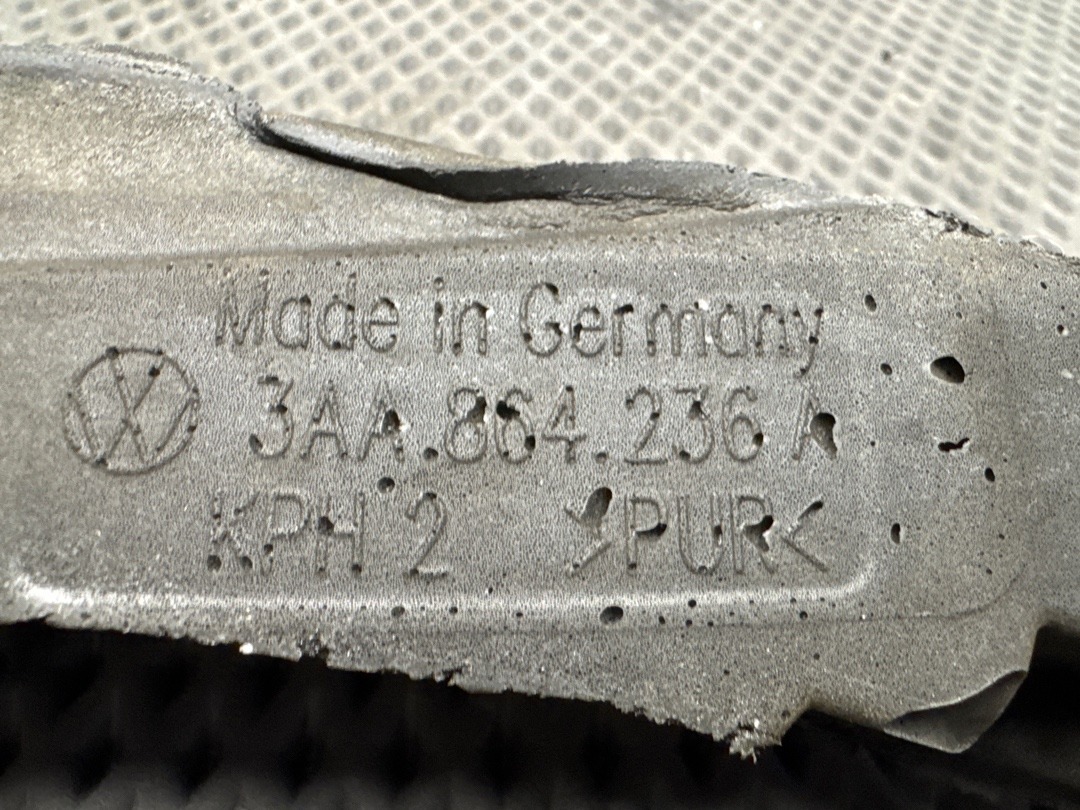 Made in Germany
3AA.864.236 A
KPH 2 >PUR<